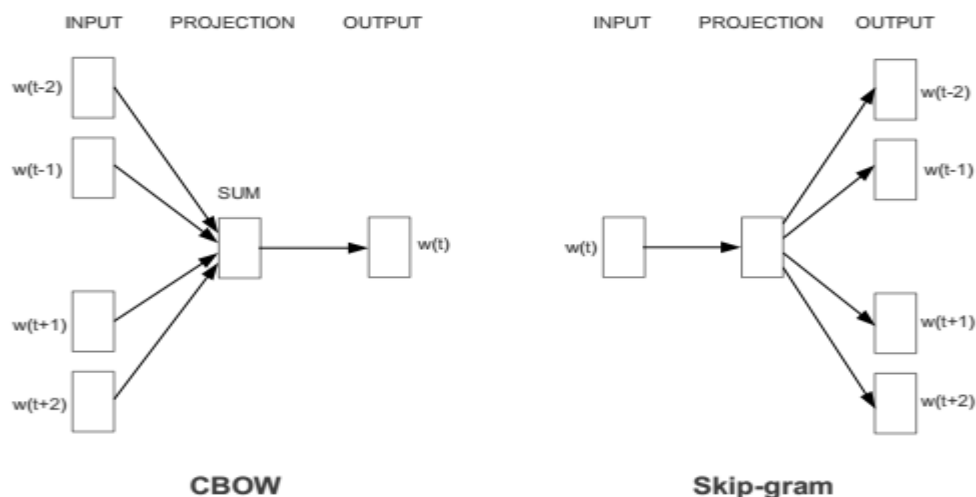 INPUT PROJECTION OUTPUT
w(t-2)
w(t-1)
SUM
w(t)
w(t+1)
w(t+2)
CBOW
INPUT PROJECTION OUTPUT
w(t-2)
w(t-1)
w(t)
w(t+1)
w(t+2)
Skip-gram